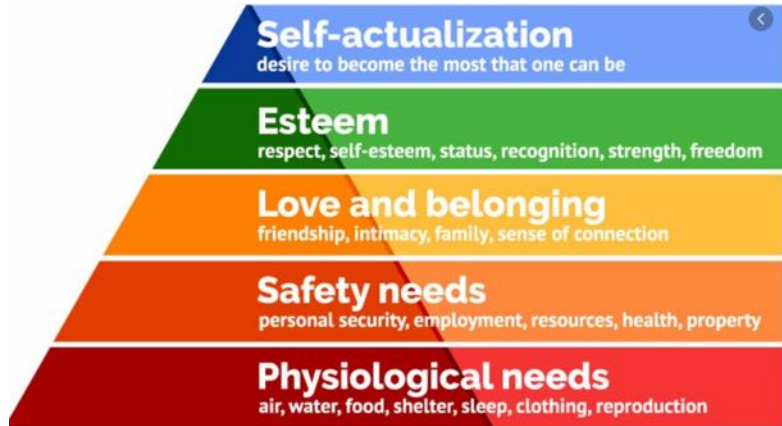 Self-actualization
desire to become the most that one can be
Esteem
respect, self-esteem, status, recognition, strength, freedom
Love and belonging
friendship, intimacy, family, sense of connection
Safety needs
personal security, employment, resources, health, property
Physiological needs
air, water, food, shelter, sleep, clothing, reproduction